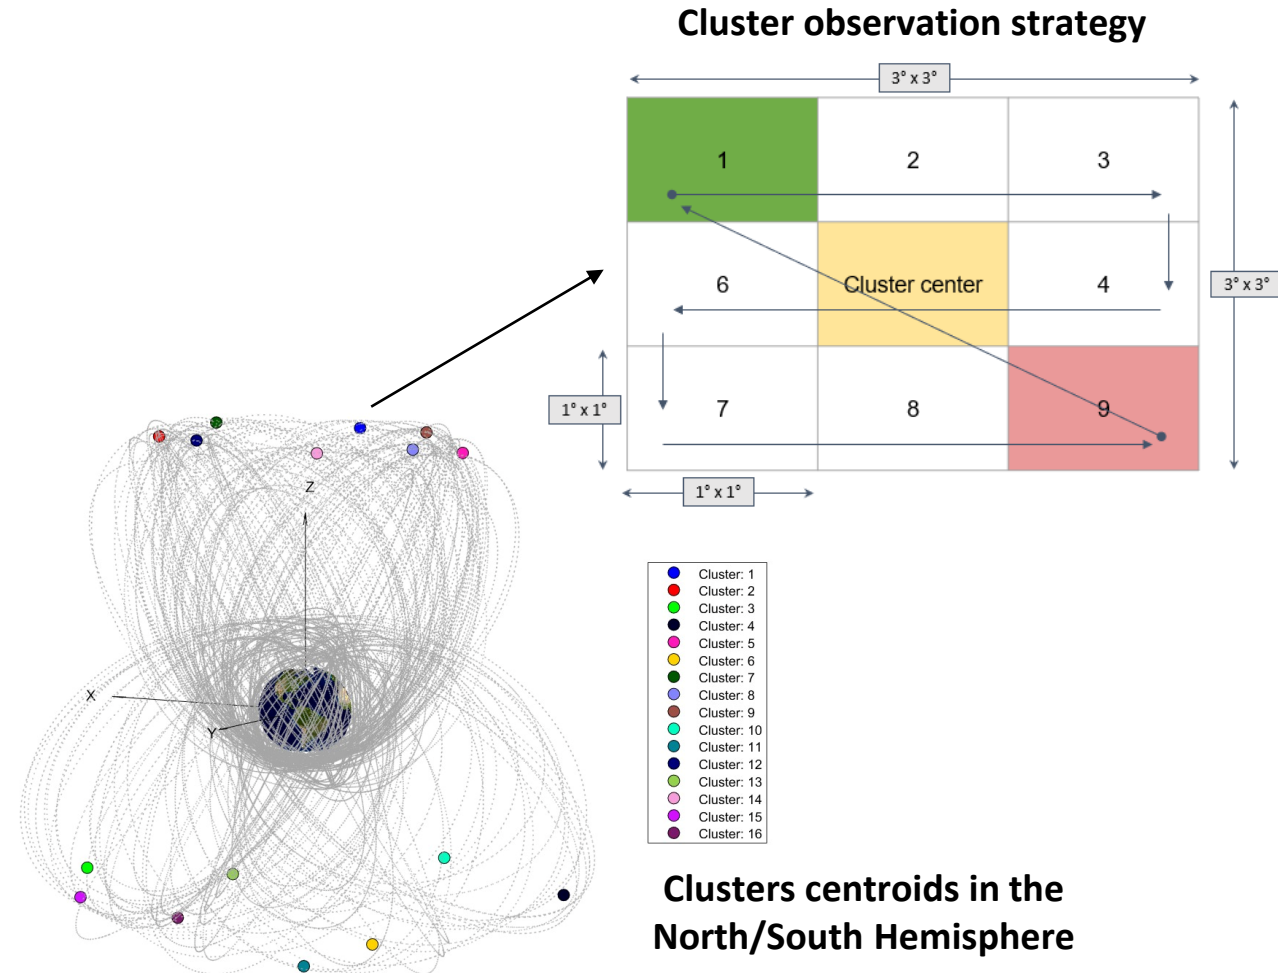 Cluster observation strategy
3° x 3°
1
2
3
6
Cluster center
4
3° x 3°
1° x 1°
7
8
9
1° x 1°
Z
X
Y
Cluster: 1
Cluster: 2
Cluster: 3
Cluster: 4
Cluster: 5
Cluster: 6
Cluster: 7
Cluster: 8
Cluster: 9
Cluster: 10
Cluster: 11
Cluster: 12
Cluster: 13
Cluster: 14
Cluster: 15
Cluster: 16
Clusters centroids in the
North/South Hemisphere